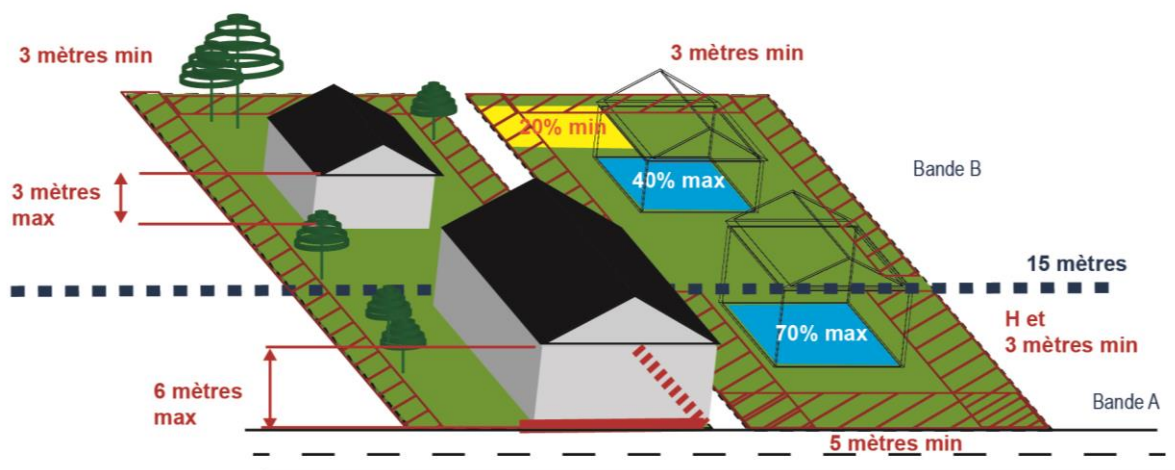 3 mètres min
3 mètres min
20% min
Bande B
40% max
3 mètres
max
15 mètres
H et
3 mètres min
70% max
6 mètres
max
Bande A
5 mètres min